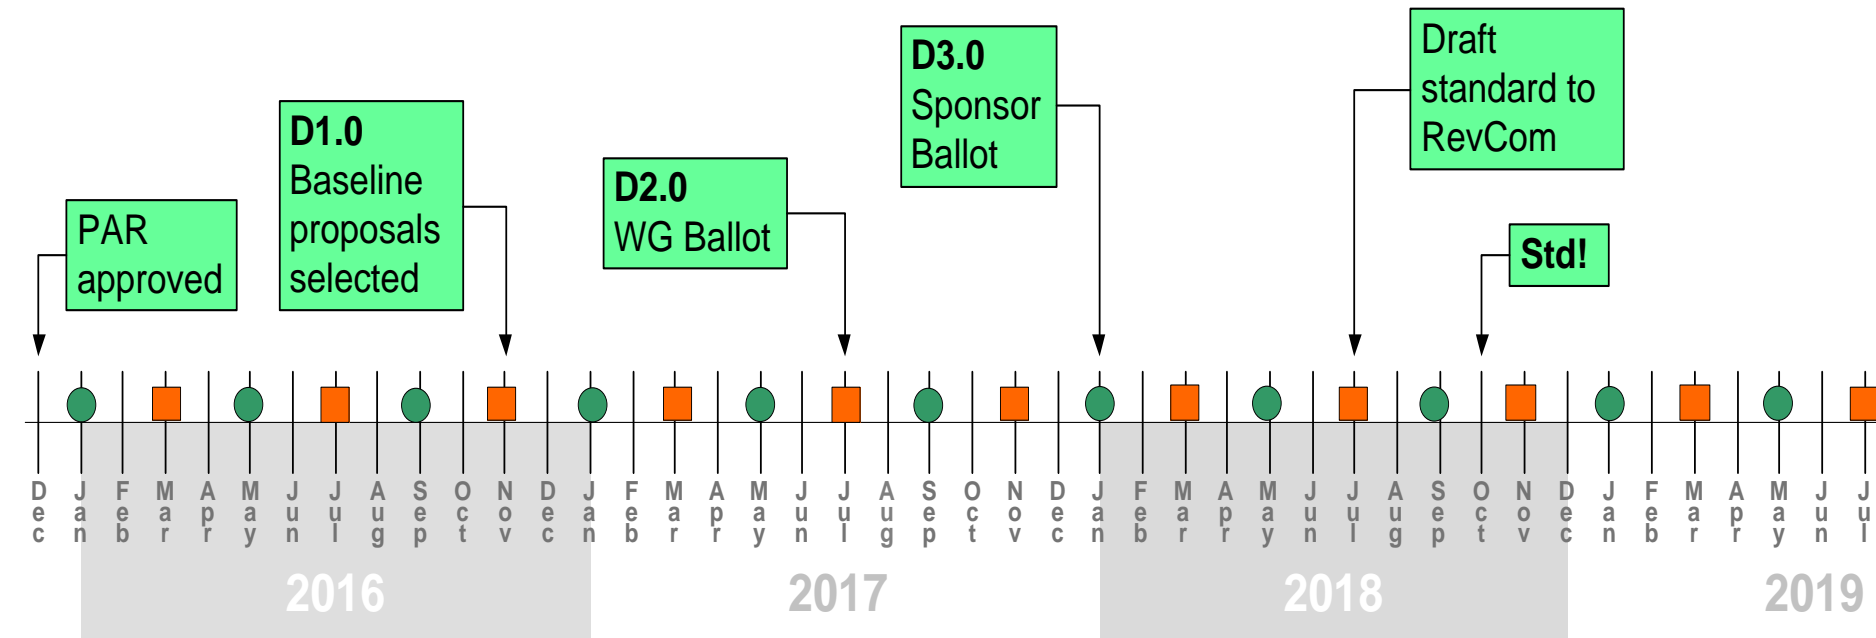 PAR
approved
D1.0
Baseline
proposals
selected
D2.0
WG Ballot
D3.0
Sponsor
Ballot
Draft
standard to
RevCom
Std!
Dec Jan Feb Mar Apr May Jun Jul Aug Sep Oct Nov Dec Jan Feb Mar Apr May Jun Jul Aug Sep Oct Nov Dec Jan Feb Mar Apr May Jun Jul Aug Sep Oct Nov Dec Jan Feb Mar Apr May Jun Jul
2016 2017 2018 2019